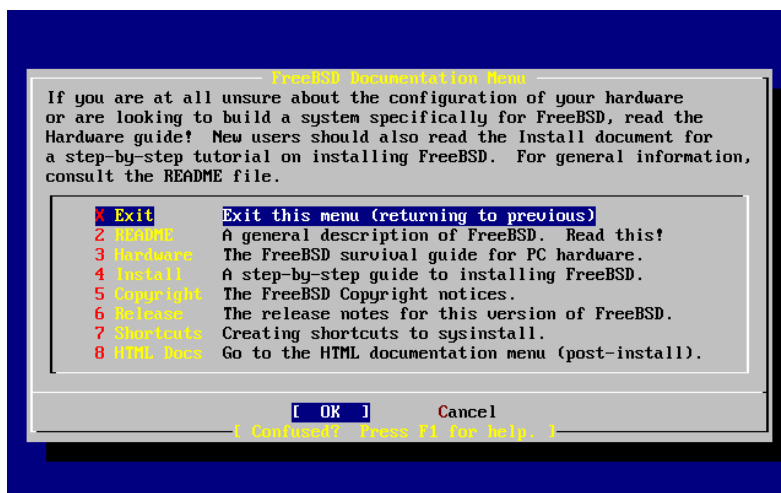 FreeBSD Documentation Menu
If you are at all unsure about the configuration of your hardware
or are looking to build a system specifically for FreeBSD, read the
Hardware guide!  New users should also read the Install document for
a step-by-step tutorial on installing FreeBSD.  For general information,
consult the README file.
X Exit Exit this menu (returning to previous)
2 README A general description of FreeBSD.  Read this!
3 Hardware The FreeBSD survival guide for PC hardware.
4 Install A step-by-step guide to installing FreeBSD.
5 Copyright The FreeBSD Copyright notices.
6 Release The release notes for this version of FreeBSD.
7 Shortcuts Creating shortcuts to sysinstall.
8 HTML Docs Go to the HTML documentation menu (post-install).
[ OK ] Cancel
[ Confused? Press F1 for help. ]